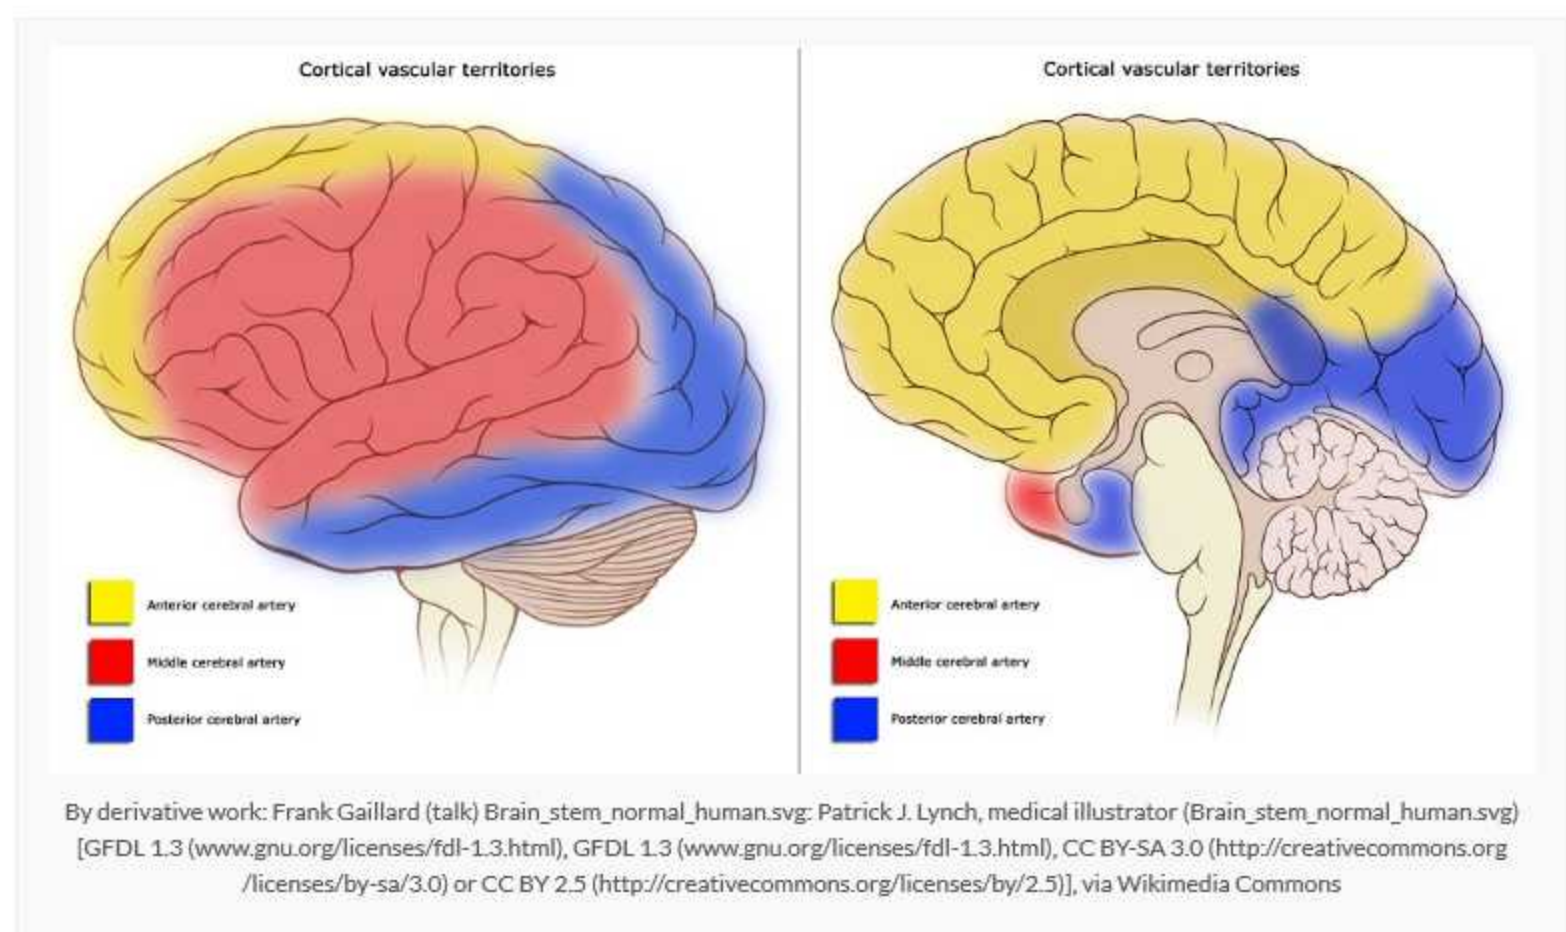 Cortical vascular territories
Anterior cerebral artery
Middle cerebral artery
Posterior cerebral artery
Cortical vascular territories
Anterior cerebral artery
Middle cerebral artery
Posterior cerebral artery
By derivative work: Frank Gaillard (talk) Brain_stem_normal_human.svg: Patrick J. Lynch, medical illustrator (Brain_stem_normal_human.svg)
[GFDL 1.3 (www.gnu.org/licenses/fdl-1.3.html), GFDL 1.3 (www.gnu.org/licenses/fdl-1.3.html), CC BY-SA 3.0 (http://creativecommons.org
/licenses/by-sa/3.0) or CC BY 2.5 (http://creativecommons.org/licenses/by/2.5)], via Wikimedia Commons